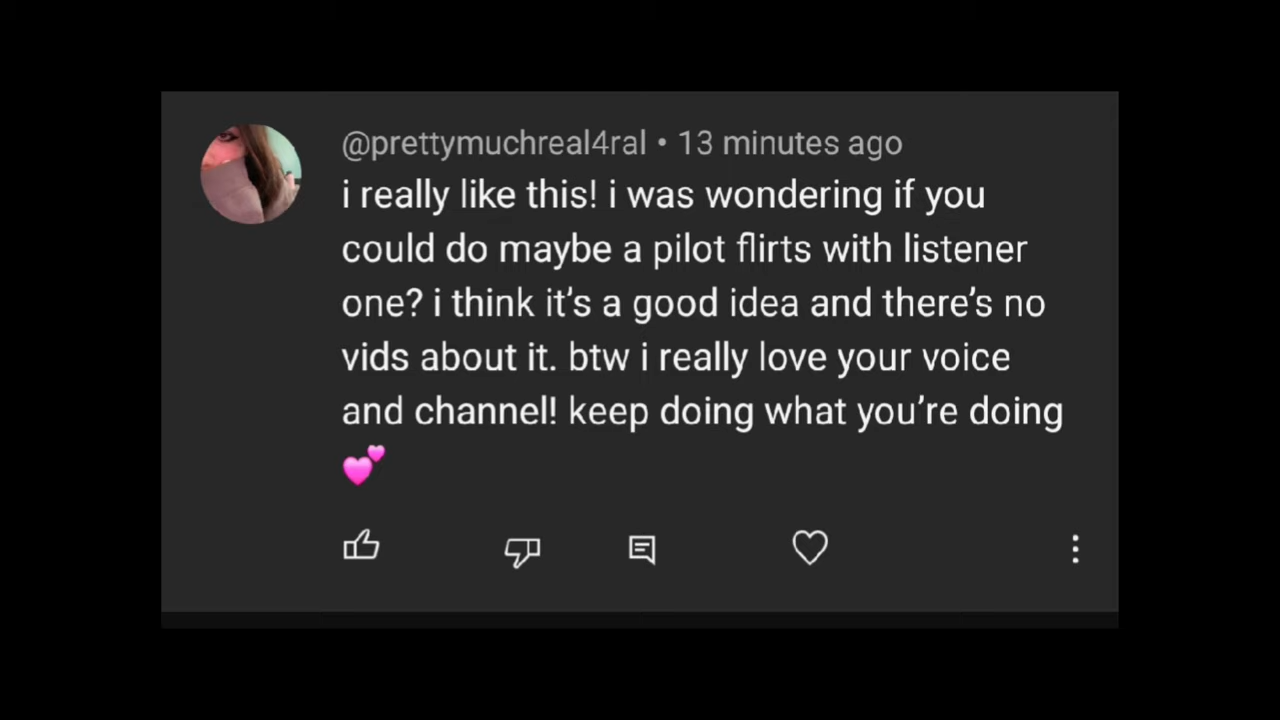 @prettymuchreal4ral • 13 minutes ago
i really like this! i was wondering if you
could do maybe a pilot flirts with listener
one? i think it’s a good idea and there’s no
vids about it. btw i really love your voice
and channel! keep doing what you’re doing
💕